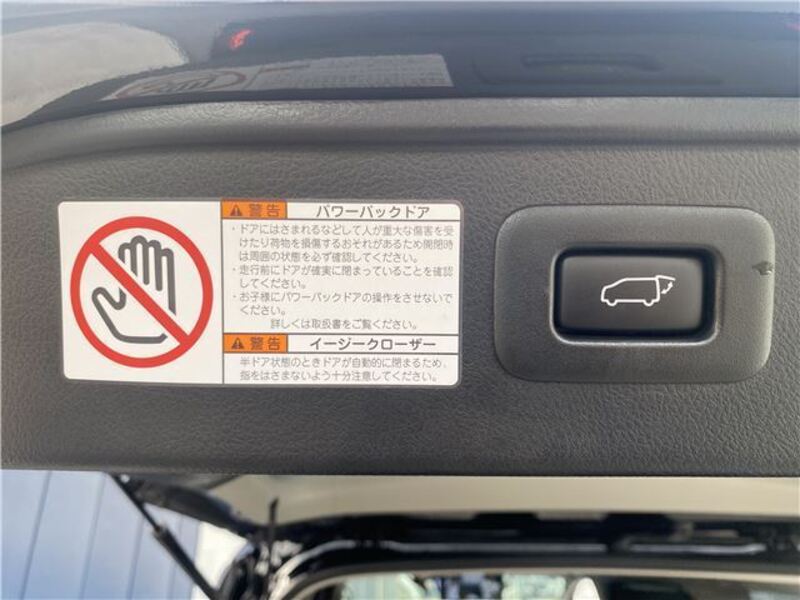 警告 パワーバックドア
・ドアにはさまれるなどして人が重大な傷害を受
けたり荷物を損傷するおそれがあるため開閉時
は周囲の状態を必ず確認してください。
・走行前にドアが確実に閉まっていることを確認
してください。
・お子様にパワーバックドアの操作をさせないで
ください。
詳しくは取扱書をご覧ください。
警告 イージークローザー
半ドア状態のときドアが自動的に閉まるため、
指をはさまないよう十分注意してください。